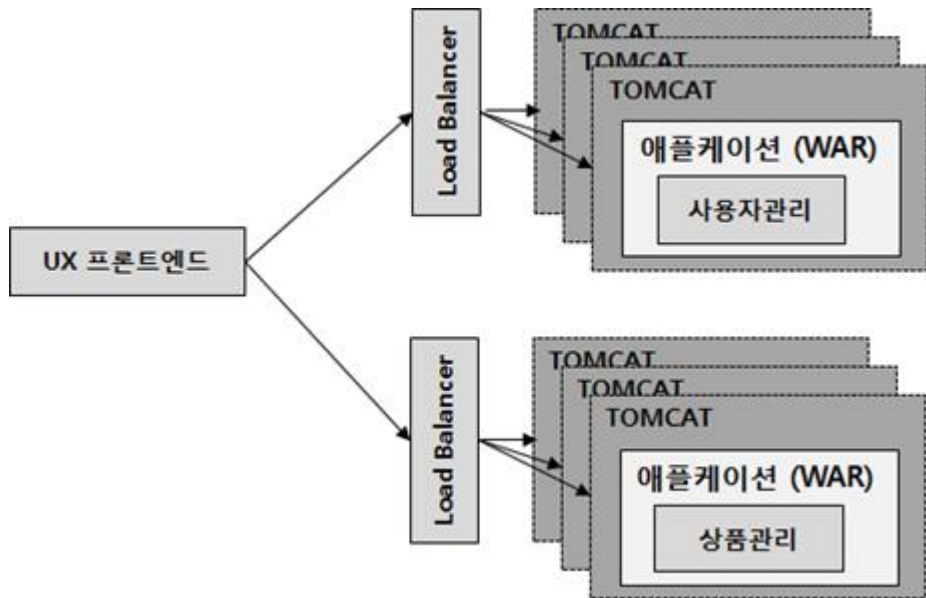 TOMCAT
TOMCAT
TOMCAT
애플케이션 (WAR)
사용자관리
Load Balancer
UX 프론트엔드
Load Balancer
TOMCAT
TOMCAT
TOMCAT
애플케이션 (WAR)
상품관리